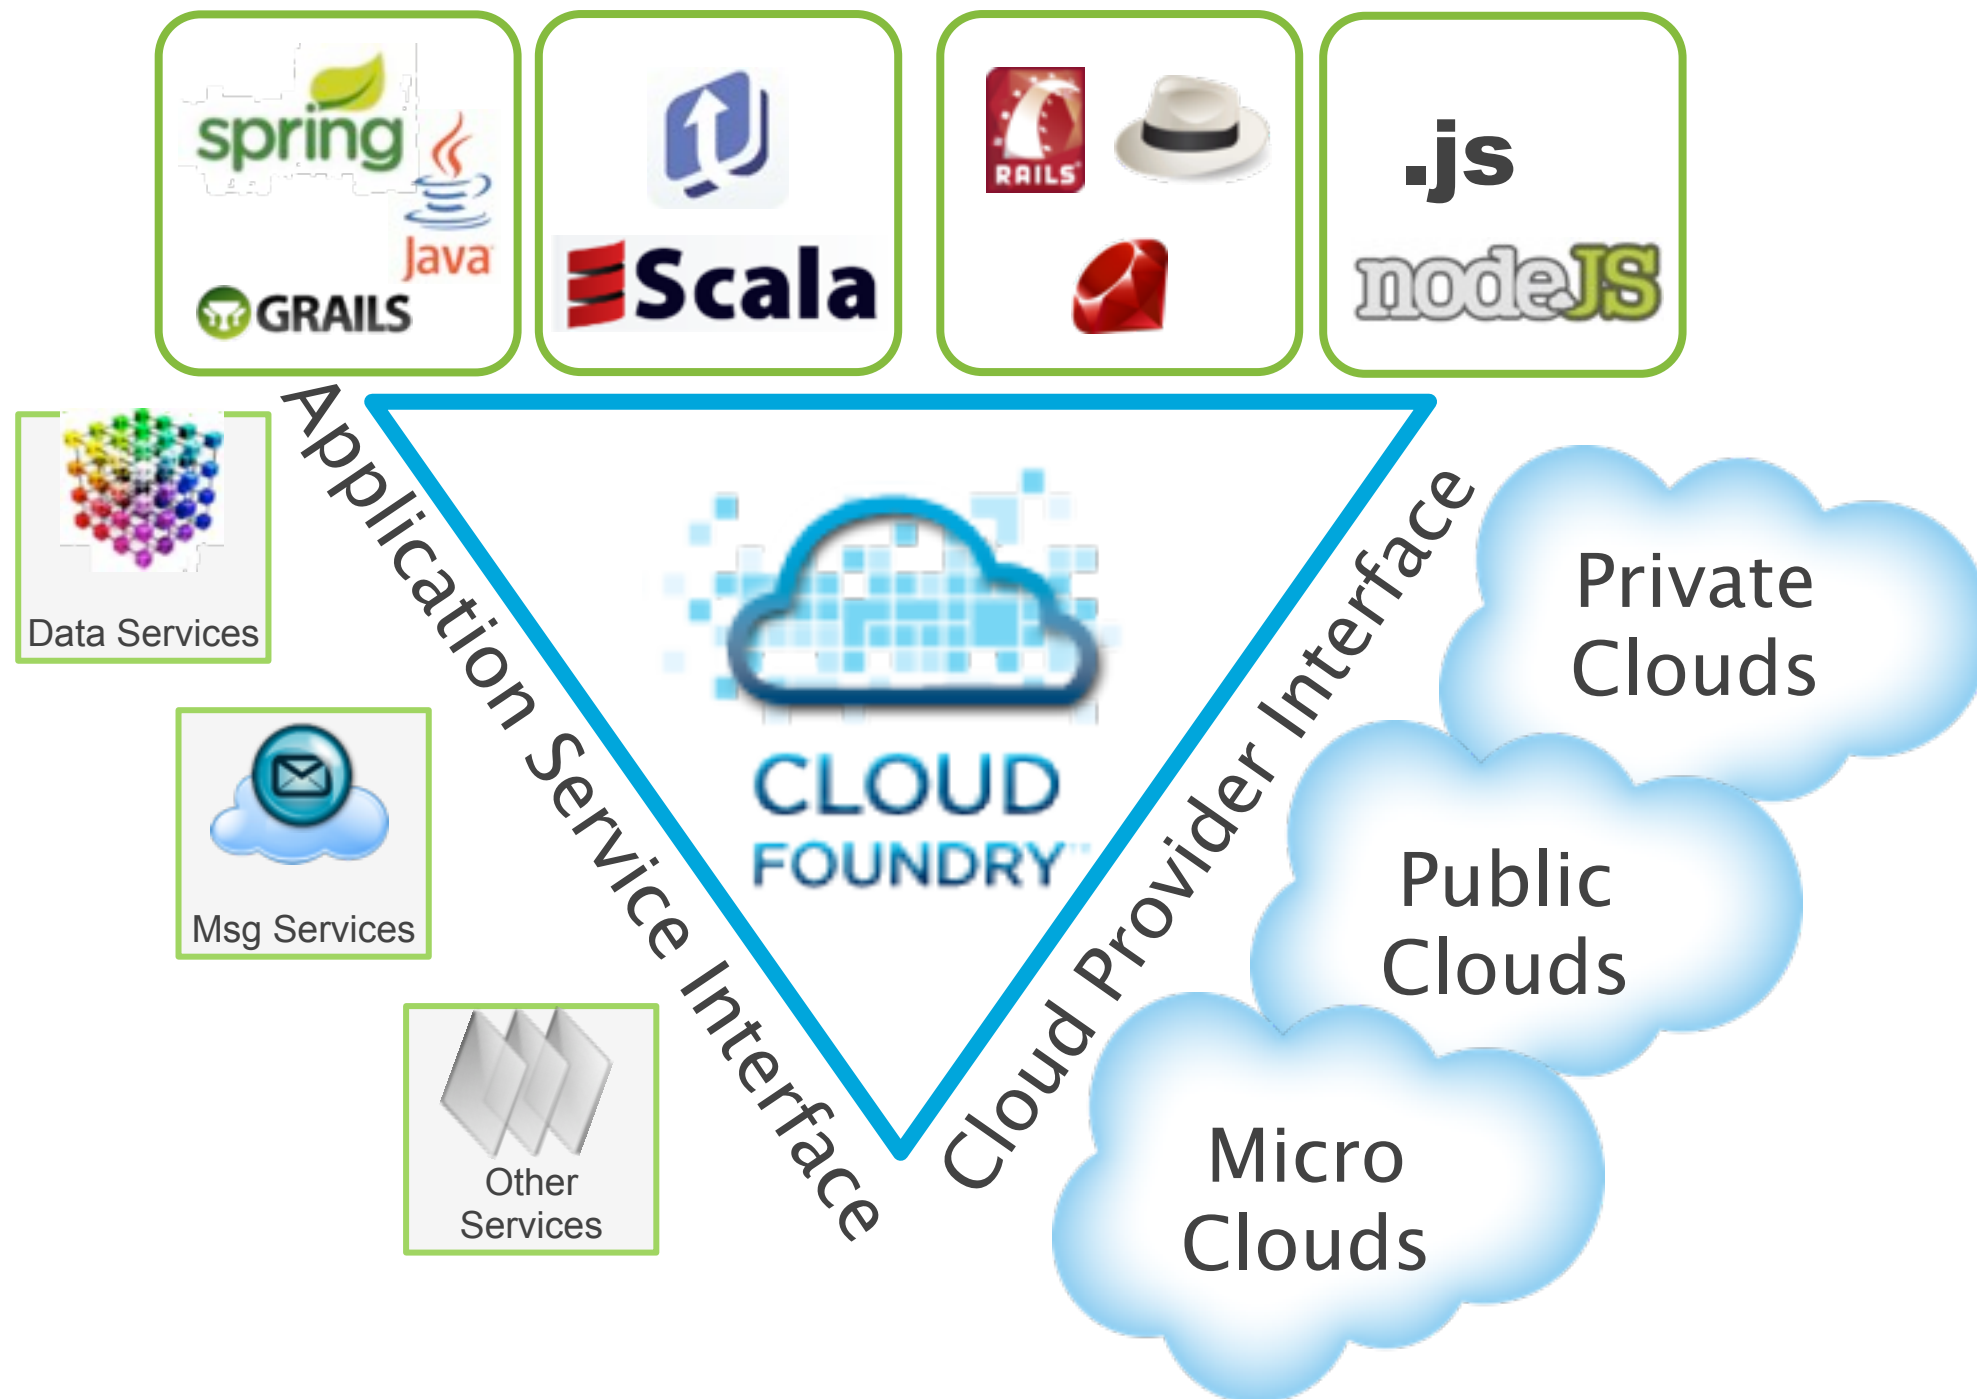 spring
Java
GRAILS
Scala
RAILS
.js
nodeJS
Application Service Interface
Cloud Provider Interface
Data Services
Msg Services
Other
Services
CLOUD
FOUNDRY™
Private
Clouds
Public
Clouds
Micro
Clouds